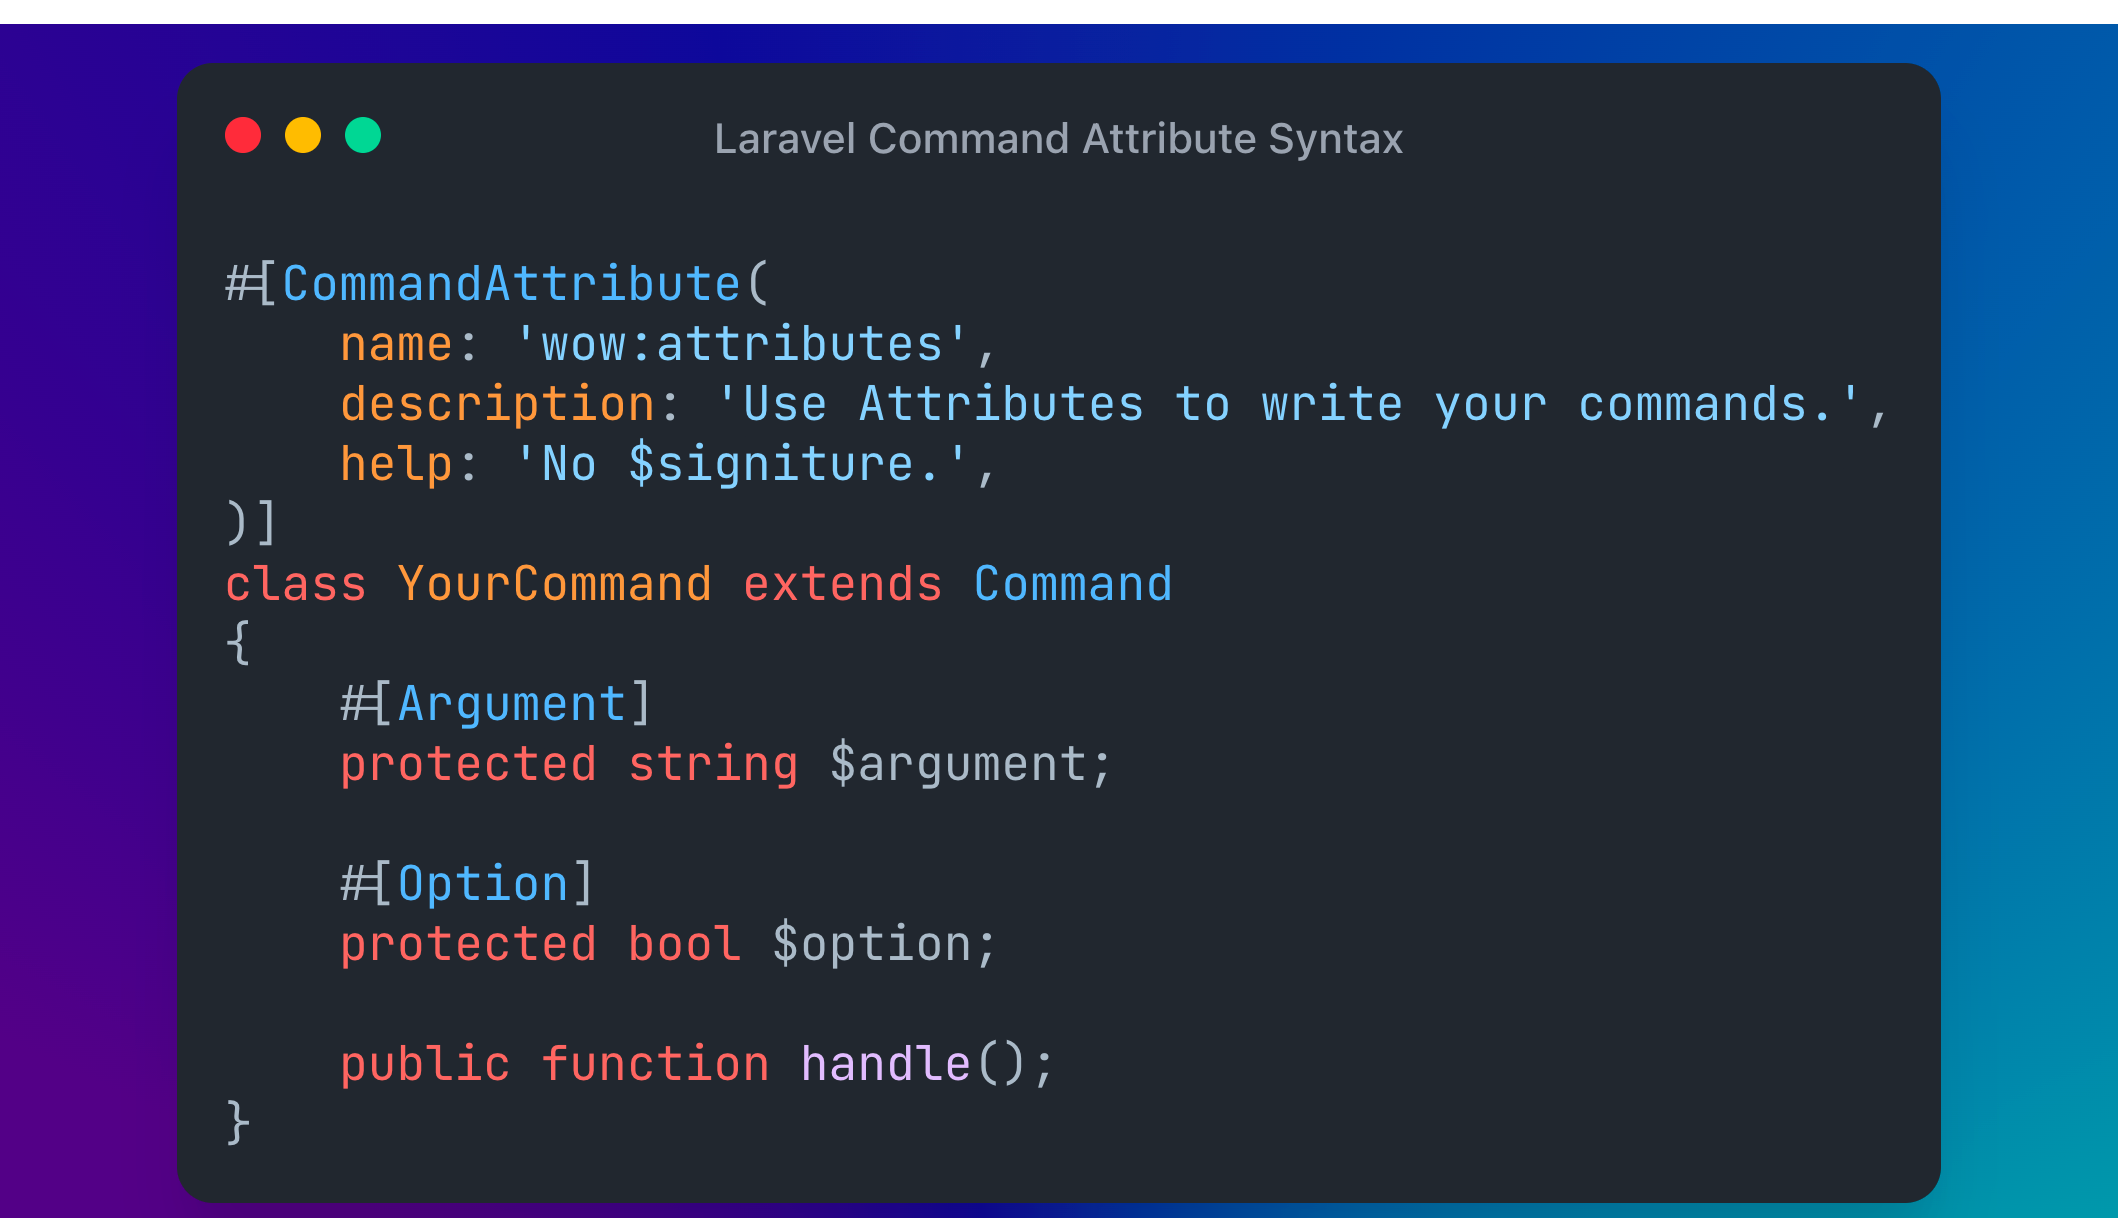 Laravel Command Attribute Syntax
#[CommandAttribute(
    name: 'wow:attributes',
    description: 'Use Attributes to write your commands.',
    help: 'No $signiture.',
)]
class YourCommand extends Command
{
    #[Argument]
    protected string $argument;
    #[Option]
    protected bool $option;
    public function handle();
}